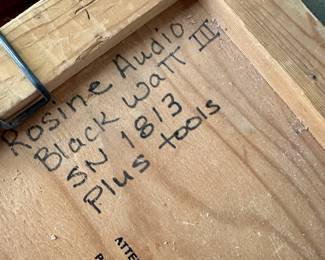 Rosine Audio
Black Watt III
SN 1813
Plus tools